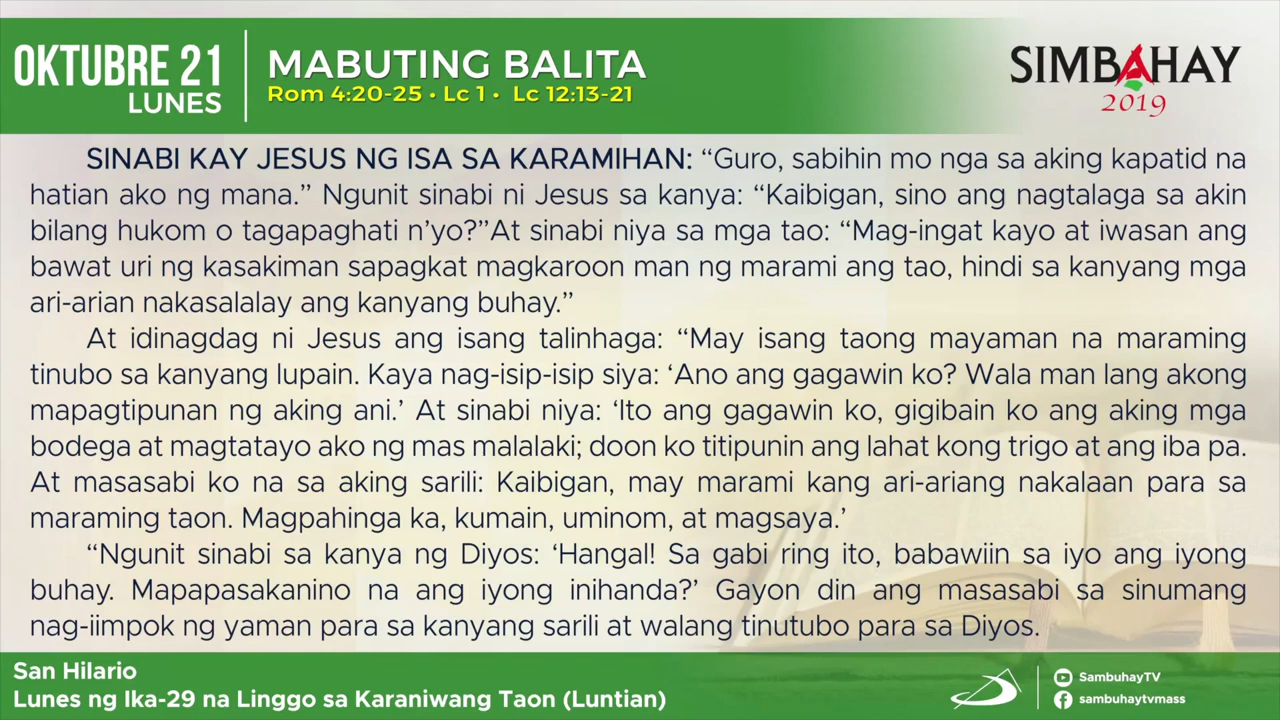 OKTUBRE 21
LUNES
MABUTING BALITA
Rom 4:20-25 • Lc 1 • Lc 12:13-21
SIMBAHAY
2019
SINABI KAY JESUS NG ISA SA KARAMIHAN: “Guro, sabihin mo nga sa aking kapatid na
hatian ako ng mana.” Ngunit sinabi ni Jesus sa kanya: “Kaibigan, sino ang nagtalaga sa akin
bilang hukom o tagapaghati n’yo?”At sinabi niya sa mga tao: “Mag-ingat kayo at iwasan ang
bawat uri ng kasakiman sapagkat magkaroon man ng marami ang tao, hindi sa kanyang mga
ari-arian nakasalalay ang kanyang buhay.”
At idinagdag ni Jesus ang isang talinhaga: “May isang taong mayaman na maraming
tinubo sa kanyang lupain. Kaya nag-isip-isip siya: ‘Ano ang gagawin ko? Wala man lang akong
mapagtipunan ng aking ani.’ At sinabi niya: ‘Ito ang gagawin ko, gigibain ko ang aking mga
bodega at magtatayo ako ng mas malalaki; doon ko titipunin ang lahat kong trigo at ang iba pa.
At masasabi ko na sa aking sarili: Kaibigan, may marami kang ari-ariang nakalaan para sa
maraming taon. Magpahinga ka, kumain, uminom, at magsaya.’
“Ngunit sinabi sa kanya ng Diyos: ‘Hangal! Sa gabi ring ito, babawiin sa iyo ang iyong
buhay. Mapapasakanino na ang iyong inihanda?’ Gayon din ang masasabi sa sinumang
nag-iimpok ng yaman para sa kanyang sarili at walang tinutubo para sa Diyos.
San Hilario
Lunes ng Ika-29 na Linggo sa Karaniwang Taon (Luntian)
SambuhayTV
sambuhaytvmass